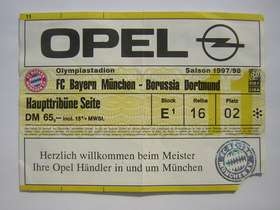 11
OPEL
Olympiastadion Saison 1997/98
FC Bayern München - Borussia Dortmund
Haupttribüne Seite
Block Reihe Platz
E1 16 02 *
DM 65,— incl. 15% MWSt.
Herzlich willkommen beim Meister
Ihre Opel Händler in und um München